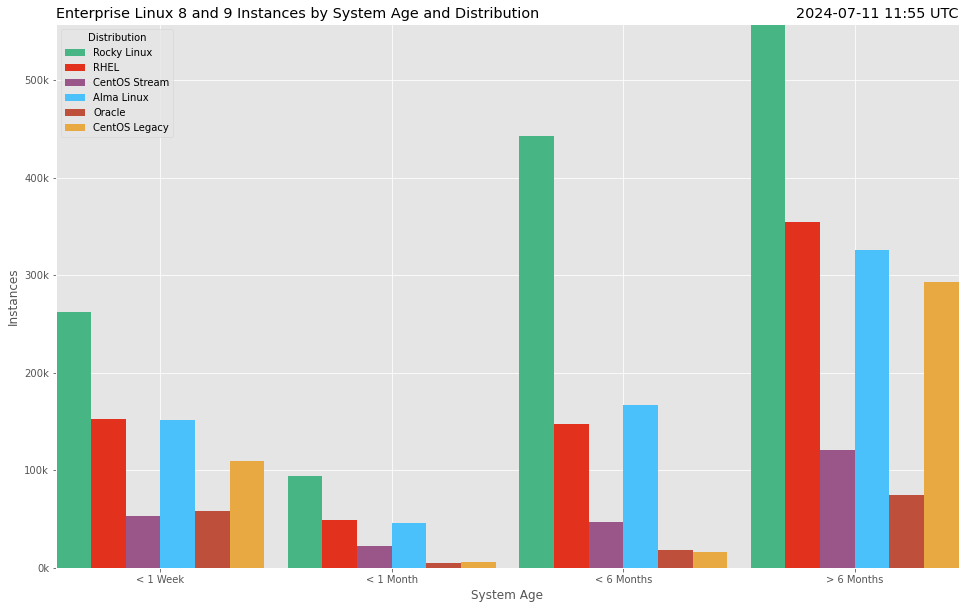 Enterprise Linux 8 and 9 Instances by System Age and Distribution
2024-07-11 11:55 UTC
Distribution
Rocky Linux
RHEL
CentOS Stream
Alma Linux
Oracle
CentOS Legacy
500k
400k
300k
200k
100k
0k
Instances
< 1 Week
< 1 Month
< 6 Months
> 6 Months
System Age